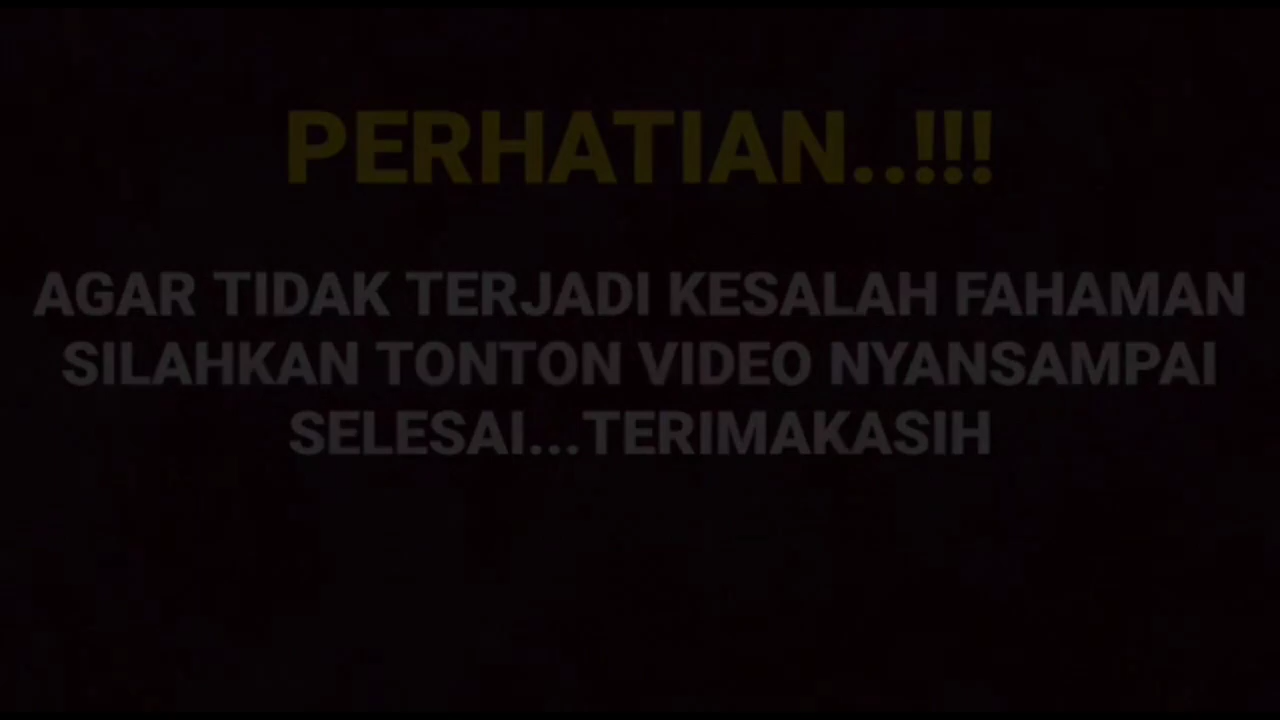 PERHATIAN..!!!
AGAR TIDAK TERJADI KESALAH FAHAMAN
SILAHKAN TONTON VIDEO NYANSAMPAI
SELESAI...TERIMAKASIH